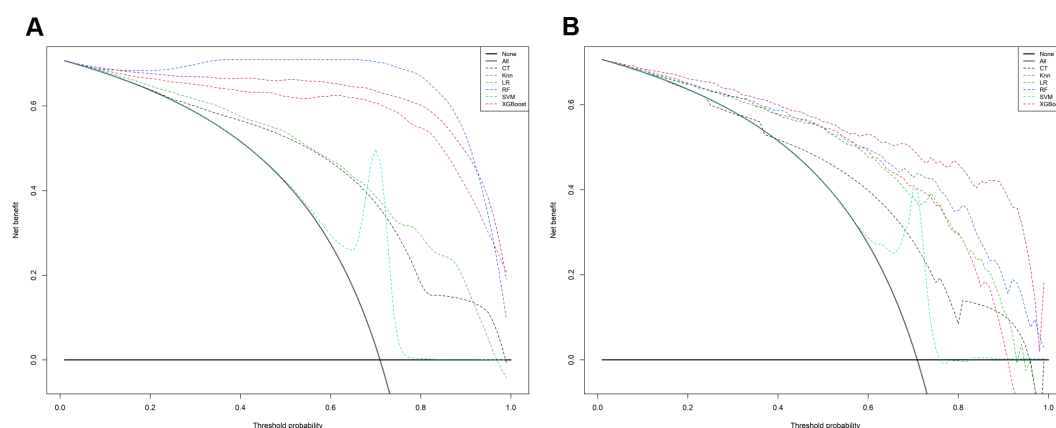 A
None
All
CT
Knn
LR
RF
SVM
XGBoost
Net benefit
0.6
0.4
0.2
0.0
0.0
0.2
0.4
0.6
0.8
1.0
Threshold probability
B
None
All
CT
Knn
LR
RF
SVM
XGBo
Net benefit
0.6
0.4
0.2
0.0
0.0
0.2
0.4
0.6
0.8
1.0
Threshold probability